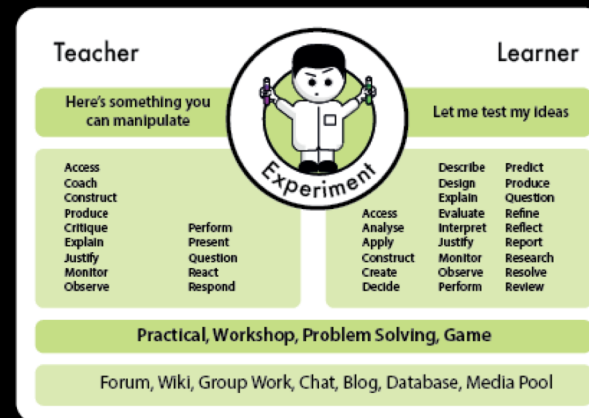 Teacher
Learner
Here's something you
can manipulate
Experiment
Let me test my ideas
Access
Coach
Construct
Produce
Critique
Explain
Justify
Monitor
Observe
Perform
Present
Question
React
Respond
Access
Analyse
Apply
Construct
Create
Decide
Describe
Design
Explain
Evaluate
Interpret
Justify
Monitor
Observe
Perform
Predict
Produce
Question
Refine
Reflect
Report
Research
Resolve
Review
Practical, Workshop, Problem Solving, Game
Forum, Wiki, Group Work, Chat, Blog, Database, Media Pool